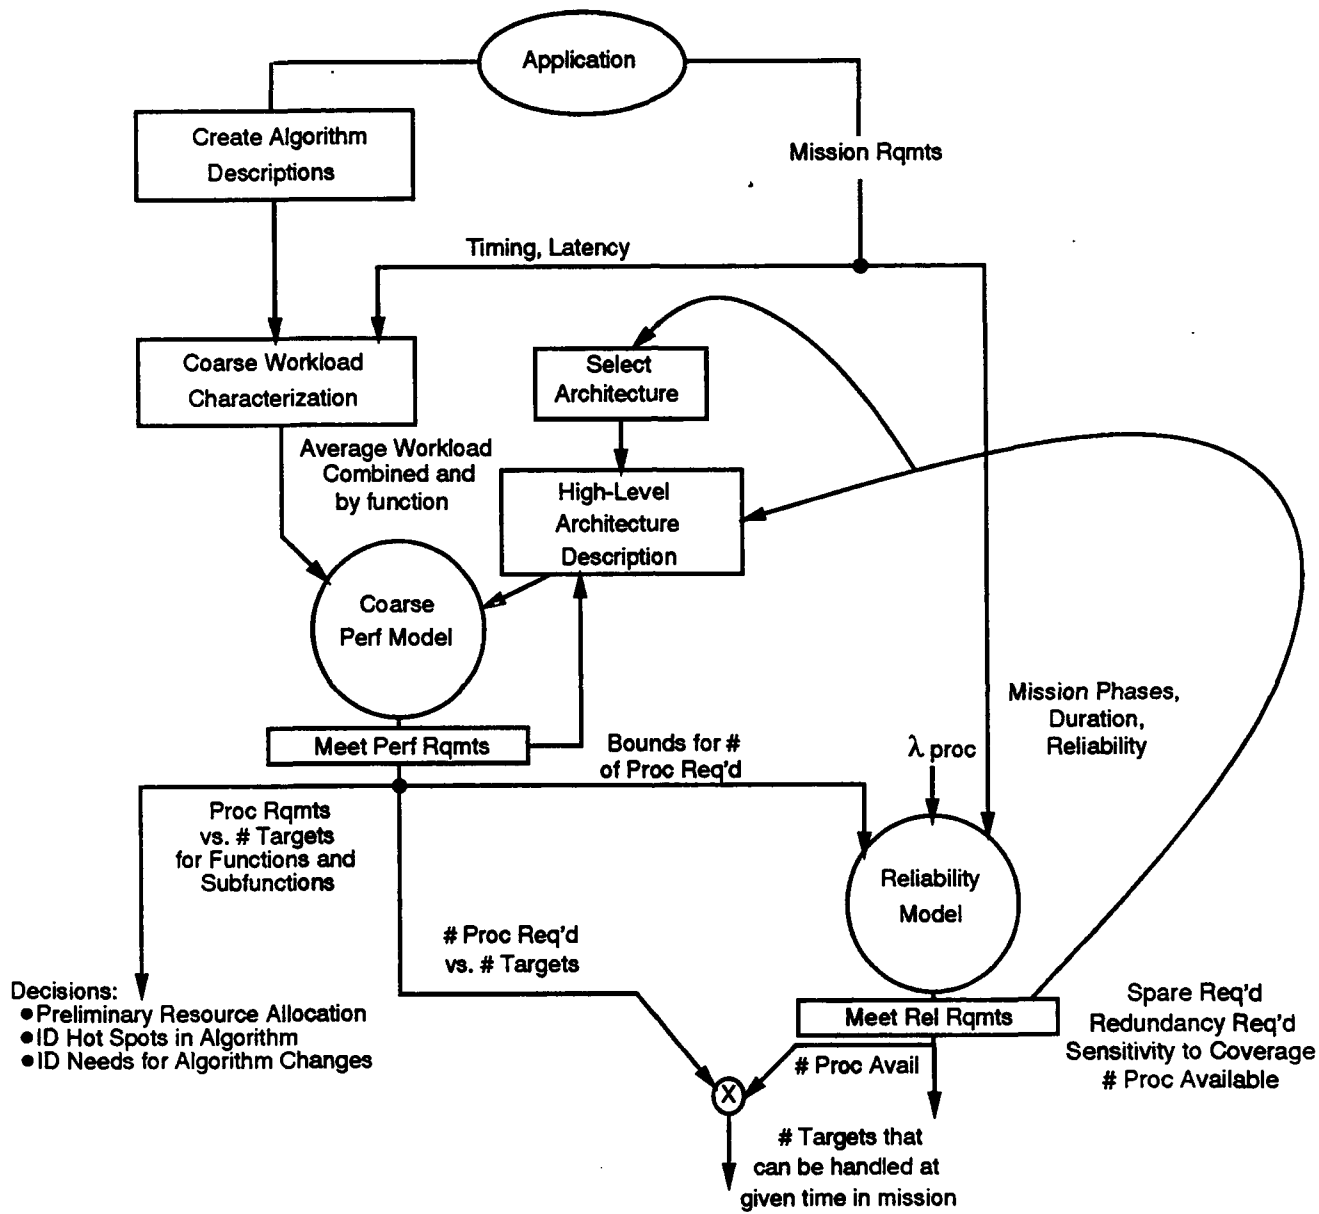 Application
Create Algorithm
Descriptions
Mission Rqmts
Timing, Latency
Coarse Workload
Characterization
Select
Architecture
Average Workload
Combined and
by function
High-Level
Architecture
Description
Coarse
Perf Model
Mission Phases,
Duration,
Reliability
Meet Perf Rqmts
Bounds for #
of Proc Req'd
λ proc
Proc Rqmts
vs. # Targets
for Functions and
Subfunctions
Reliability
Model
# Proc Req'd
vs. # Targets
Decisions:
●Preliminary Resource Allocation
●ID Hot Spots in Algorithm
●ID Needs for Algorithm Changes
Meet Rel Rqmts
Spare Req'd
Redundancy Req'd
Sensitivity to Coverage
# Proc Available
# Proc Avail
X
# Targets that
can be handled at
given time in mission